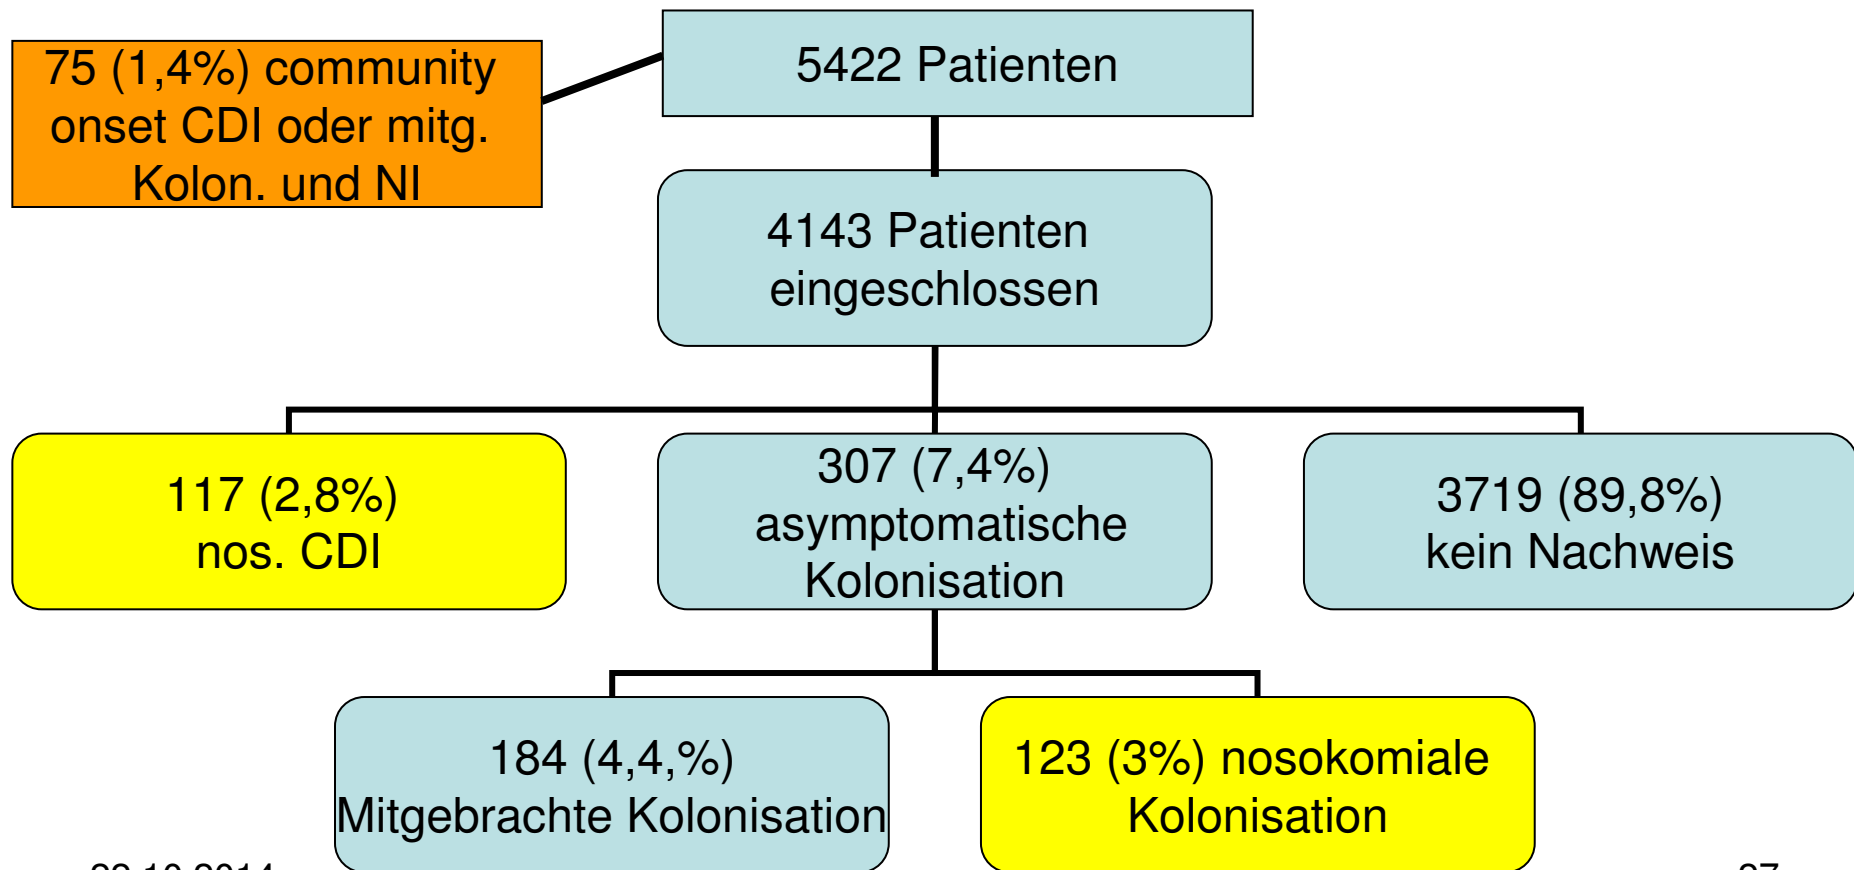 5422 Patienten
75 (1,4%) community
onset CDI oder mitg.
Kolon. und NI
4143 Patienten
eingeschlossen
117 (2,8%)
nos. CDI
307 (7,4%)
asymptomatische
Kolonisation
3719 (89,8%)
kein Nachweis
184 (4,4,%)
Mitgebrachte Kolonisation
123 (3%) nosokomiale
Kolonisation